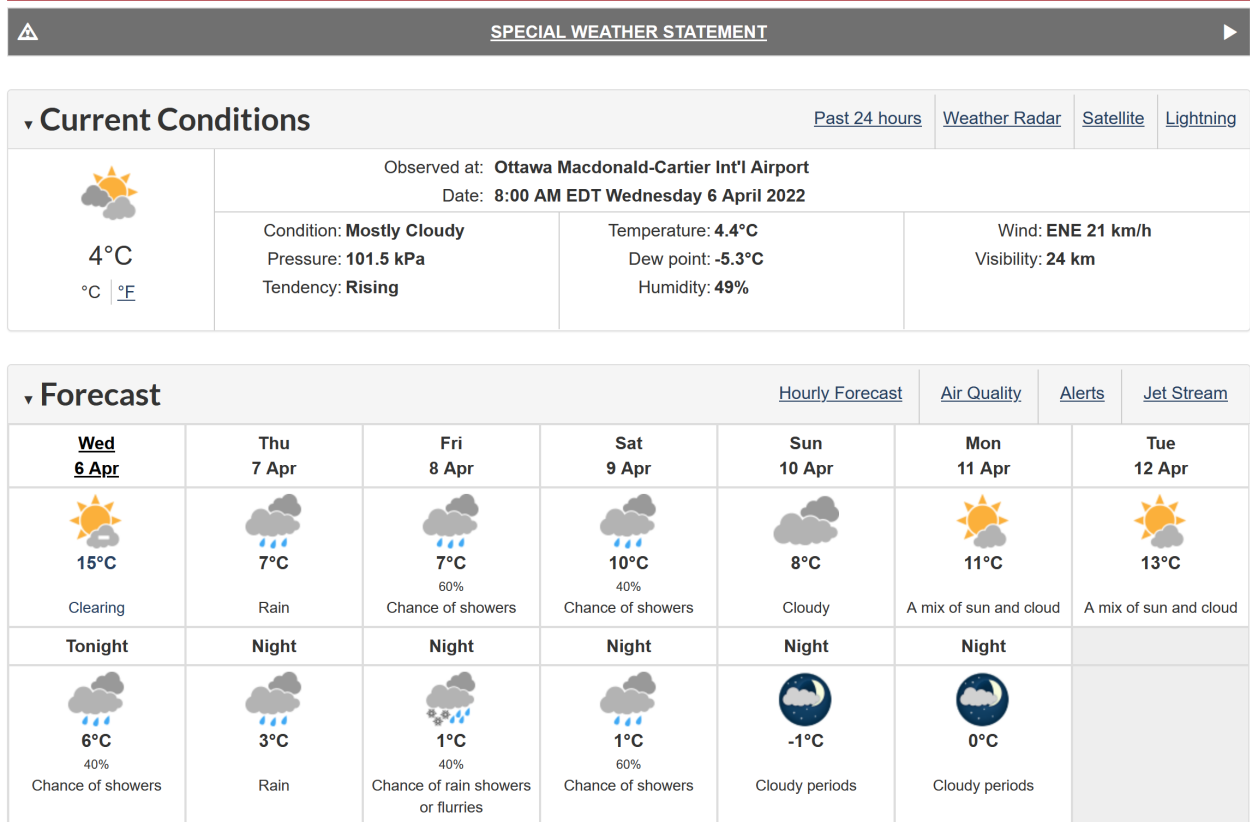 SPECIAL WEATHER STATEMENT
Current Conditions
Past 24 hours
Weather Radar
Satellite
Lightning
4°C
°C
°F
Observed at: Ottawa Macdonald-Cartier Int'l Airport
Date: 8:00 AM EDT Wednesday 6 April 2022
Condition: Mostly Cloudy
Pressure: 101.5 kPa
Tendency: Rising
Temperature: 4.4°C
Dew point: -5.3°C
Humidity: 49%
Wind: ENE 21 km/h
Visibility: 24 km
Forecast
Hourly Forecast
Air Quality
Alerts
Jet Stream
Wed
6 Apr
15°C
Clearing
Tonight
6°C
40%
Chance of showers
Thu
7 Apr
7°C
Rain
Night
3°C
Rain
Fri
8 Apr
7°C
60%
Chance of showers
Night
1°C
40%
Chance of rain showers
or flurries
Sat
9 Apr
10°C
40%
Chance of showers
Night
1°C
60%
Chance of showers
Sun
10 Apr
8°C
Cloudy
Night
-1°C
Cloudy periods
Mon
11 Apr
11°C
A mix of sun and cloud
Night
0°C
Cloudy periods
Tue
12 Apr
13°C
A mix of sun and cloud